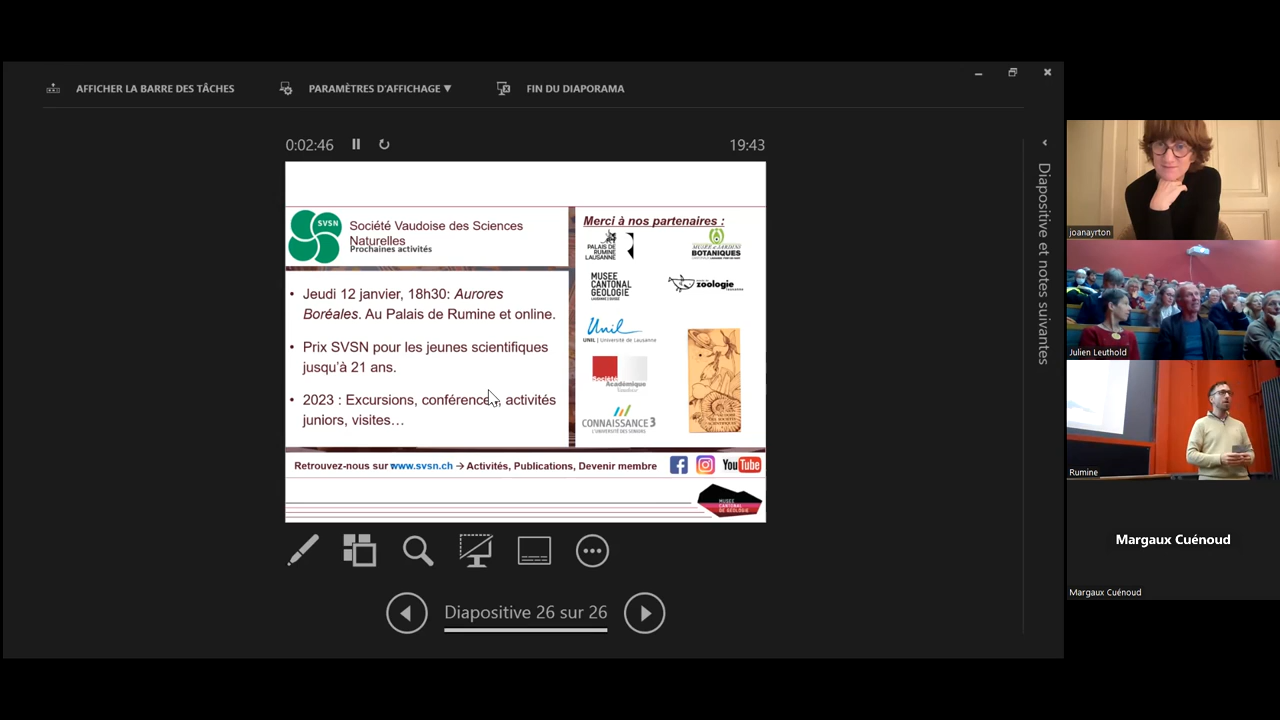 AFFICHER LA BARRE DES TÂCHES
PARAMÈTRES D'AFFICHAGE ▼
FIN DU DIAPORAMA
0:02:46
19:43
SVSN
Société Vaudoise des Sciences
Naturelles
Prochaines activités
• Jeudi 12 janvier, 18h30: Aurores
Boréales. Au Palais de Rumine et online.
• Prix SVSN pour les jeunes scientifiques
jusqu'à 21 ans.
• 2023 : Excursions, conférences, activités
juniors, visites…
Merci à nos partenaires :
PALAIS DE
RUMINE
LAUSANNE
MUSÉE & JARDINS
BOTANIQUES
MUSEE
CANTONAL
GEOLOGIE
zoologie
Unil
UNIL | Université de Lausanne
Société
Académique
Vaudoise
CONNAISSANCE 3
L'UNIVERSITÉ DES SENIORS
Retrouvez-nous sur www.svsn.ch → Activités, Publications, Devenir membre
YouTube
MUSEE
CANTONAL
DE GEOLOGIE
Diapositive 26 sur 26
Diapositive et notes suivantes
joanayrton
Julien Leuthold
Rumine
Margaux Cuénoud
Margaux Cuénoud